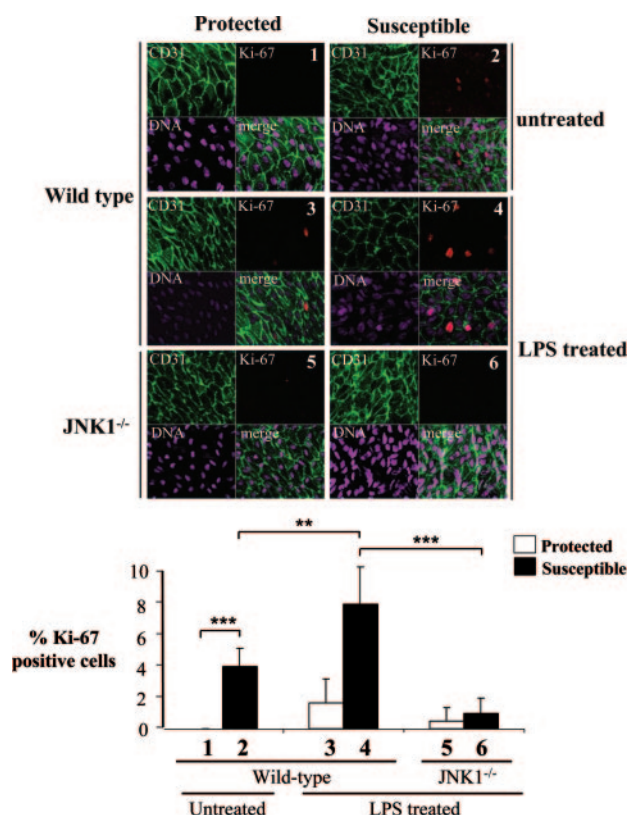 Protected Susceptible
CD31 Ki-67 1 CD31 Ki-67 2
DNA merge DNA merge
untreated
Wild type
CD31 Ki-67 3 CD31 Ki-67 4
DNA merge DNA merge
LPS treated
CD31 Ki-67 5 CD31 Ki-67 6
JNK1-/-
DNA merge DNA merge
** ***
Protected
Susceptible
10
8
6
4
2
0
% Ki-67
positive cells
***
1 2 3 4 5 6
Wild-type JNK1-/-
Untreated LPS treated